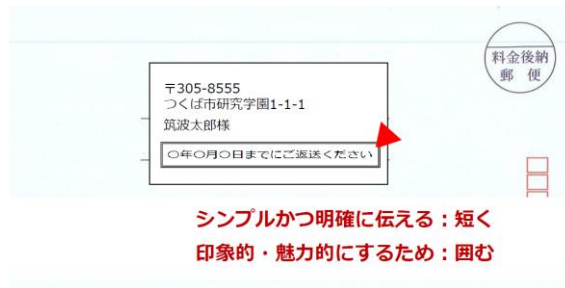 料金後納
郵便
〒305-8555
つくば市研究学園1-1-1
筑波太郎様
○年○月○日までにご返送ください
シンプルかつ明確に伝える：短く
印象的・魅力的にするため：囲む